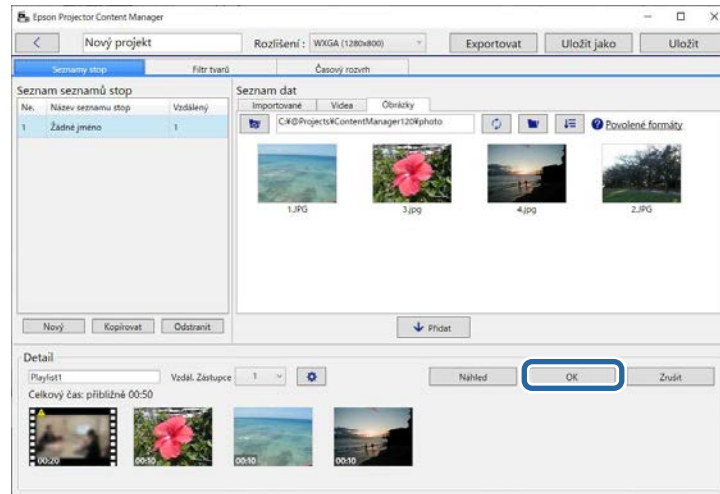 Epson Projector Content Manager
Nový projekt Rozlišení : WXGA (1280x800) Exportovat Uložit jako Uložit
Seznamy stop Filtr tvarů Časový rozvrh
Seznam seznamů stop
Ne. Název seznamu stop Vzdálený
1 Žádné jméno 1
Seznam dat
Importované Videa Obrázky
C:¥@Projects¥ContentManager120¥photo Povolené formáty
1.JPG 3.jpg 4.jpg 2.JPG
Nový Kopírovat Odstranit
Přidat
Detail
Playlist1 Vzdál. Zástupce 1 Náhled OK Zrušit
Celkový čas: přibližně 00:50
00:20 00:10 00:10 00:10